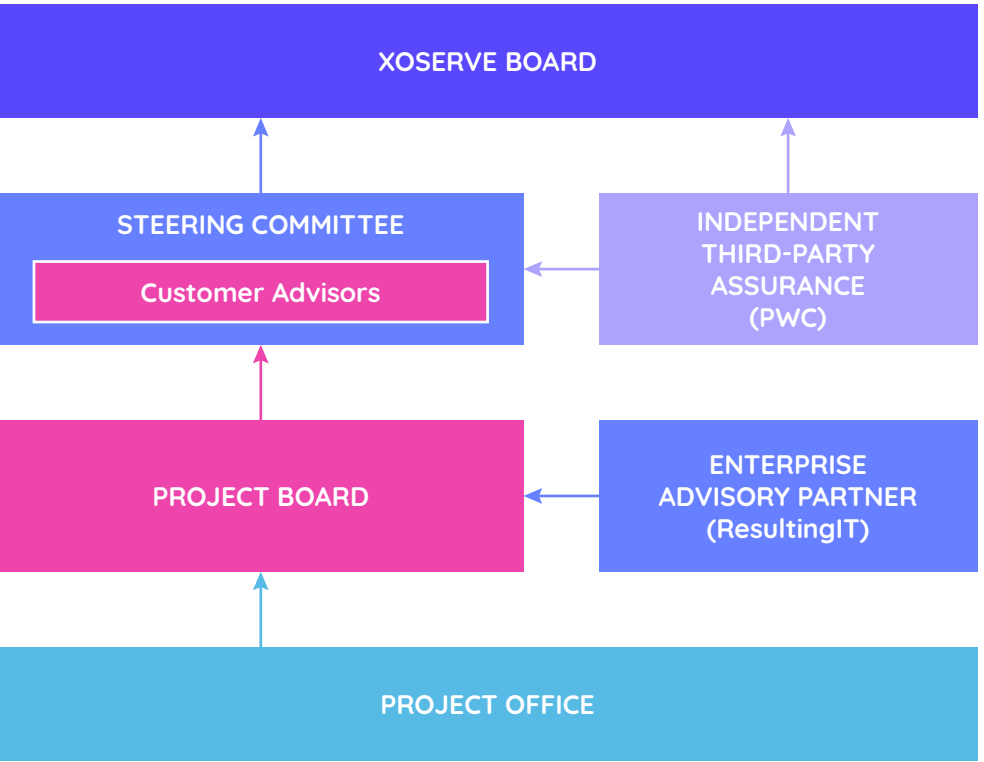 XOSERVE BOARD
STEERING COMMITTEE
Customer Advisors
INDEPENDENT
THIRD-PARTY
ASSURANCE
(PWC)
PROJECT BOARD
ENTERPRISE
ADVISORY PARTNER
(ResultingIT)
PROJECT OFFICE